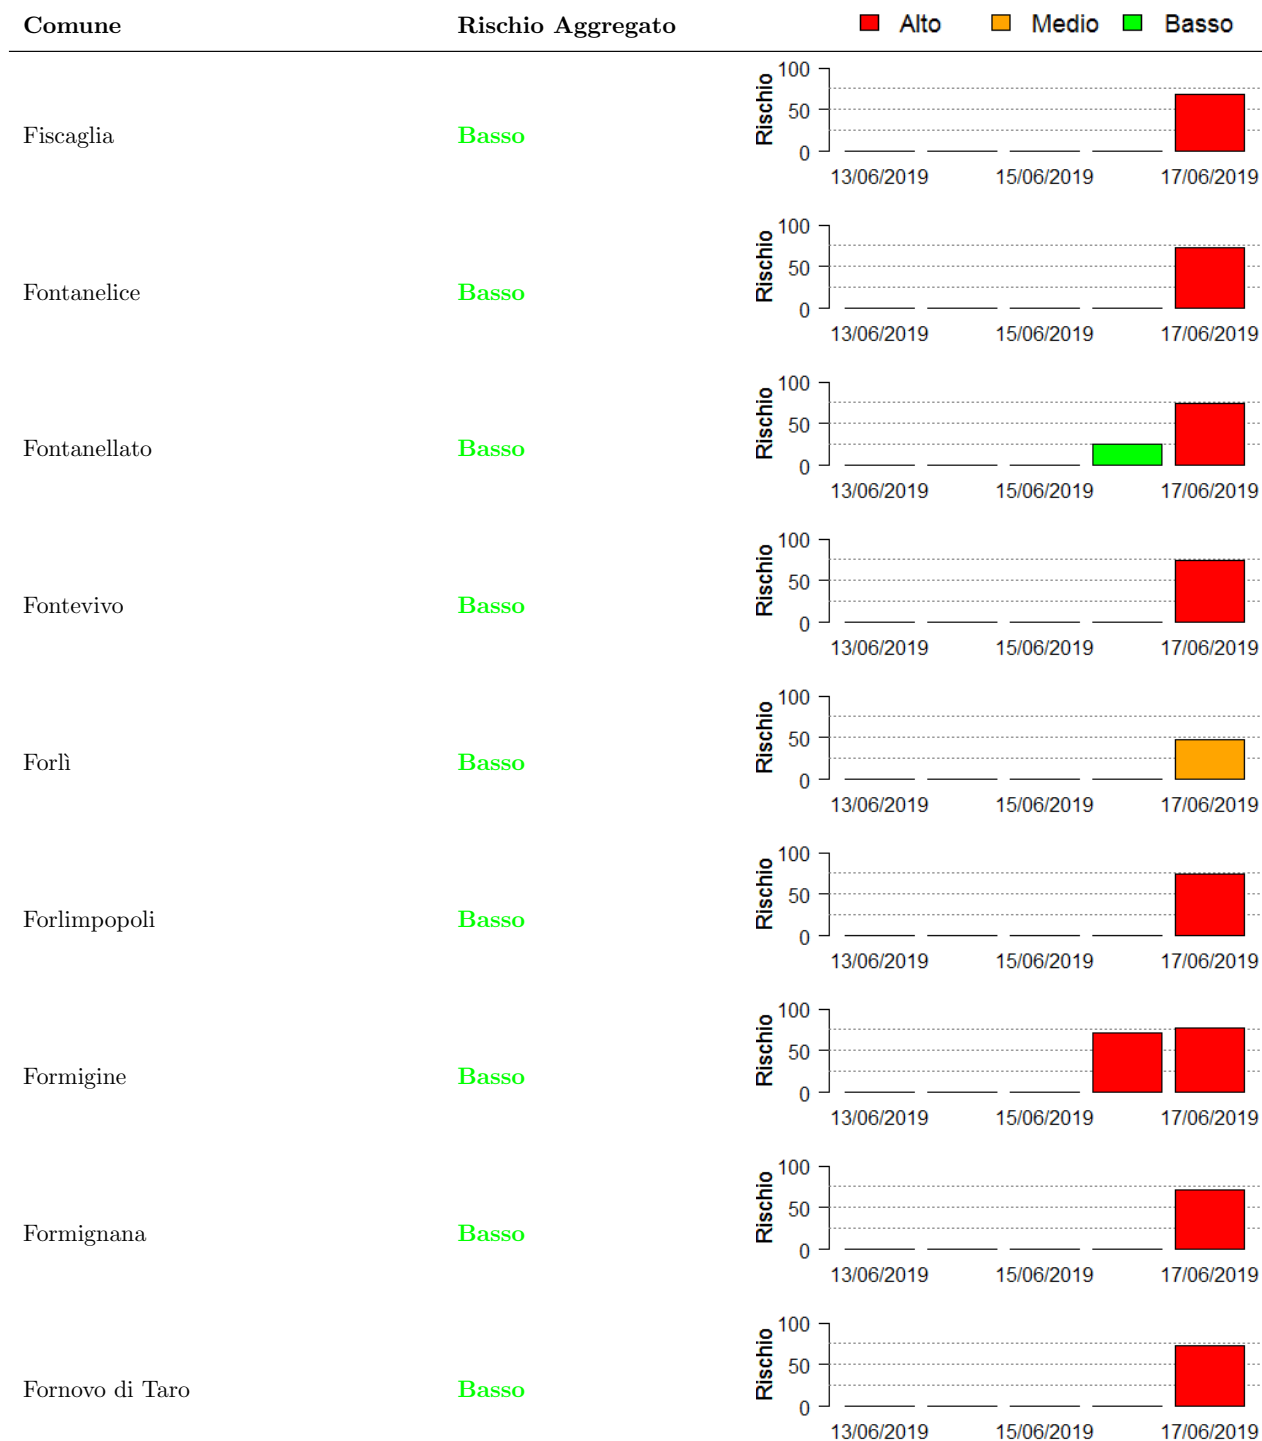 Comune Rischio Aggregato Alto Medio Basso
Fiscaglia Basso
Rischio
100
50
0
13/06/2019 15/06/2019 17/06/2019
Fontanelice Basso
Rischio
100
50
0
13/06/2019 15/06/2019 17/06/2019
Fontanellato Basso
Rischio
100
50
0
13/06/2019 15/06/2019 17/06/2019
Fontevivo Basso
Rischio
100
50
0
13/06/2019 15/06/2019 17/06/2019
Forlì Basso
Rischio
100
50
0
13/06/2019 15/06/2019 17/06/2019
Forlimpopoli Basso
Rischio
100
50
0
13/06/2019 15/06/2019 17/06/2019
Formigine Basso
Rischio
100
50
0
13/06/2019 15/06/2019 17/06/2019
Formignana Basso
Rischio
100
50
0
13/06/2019 15/06/2019 17/06/2019
Fornovo di Taro Basso
Rischio
100
50
0
13/06/2019 15/06/2019 17/06/2019